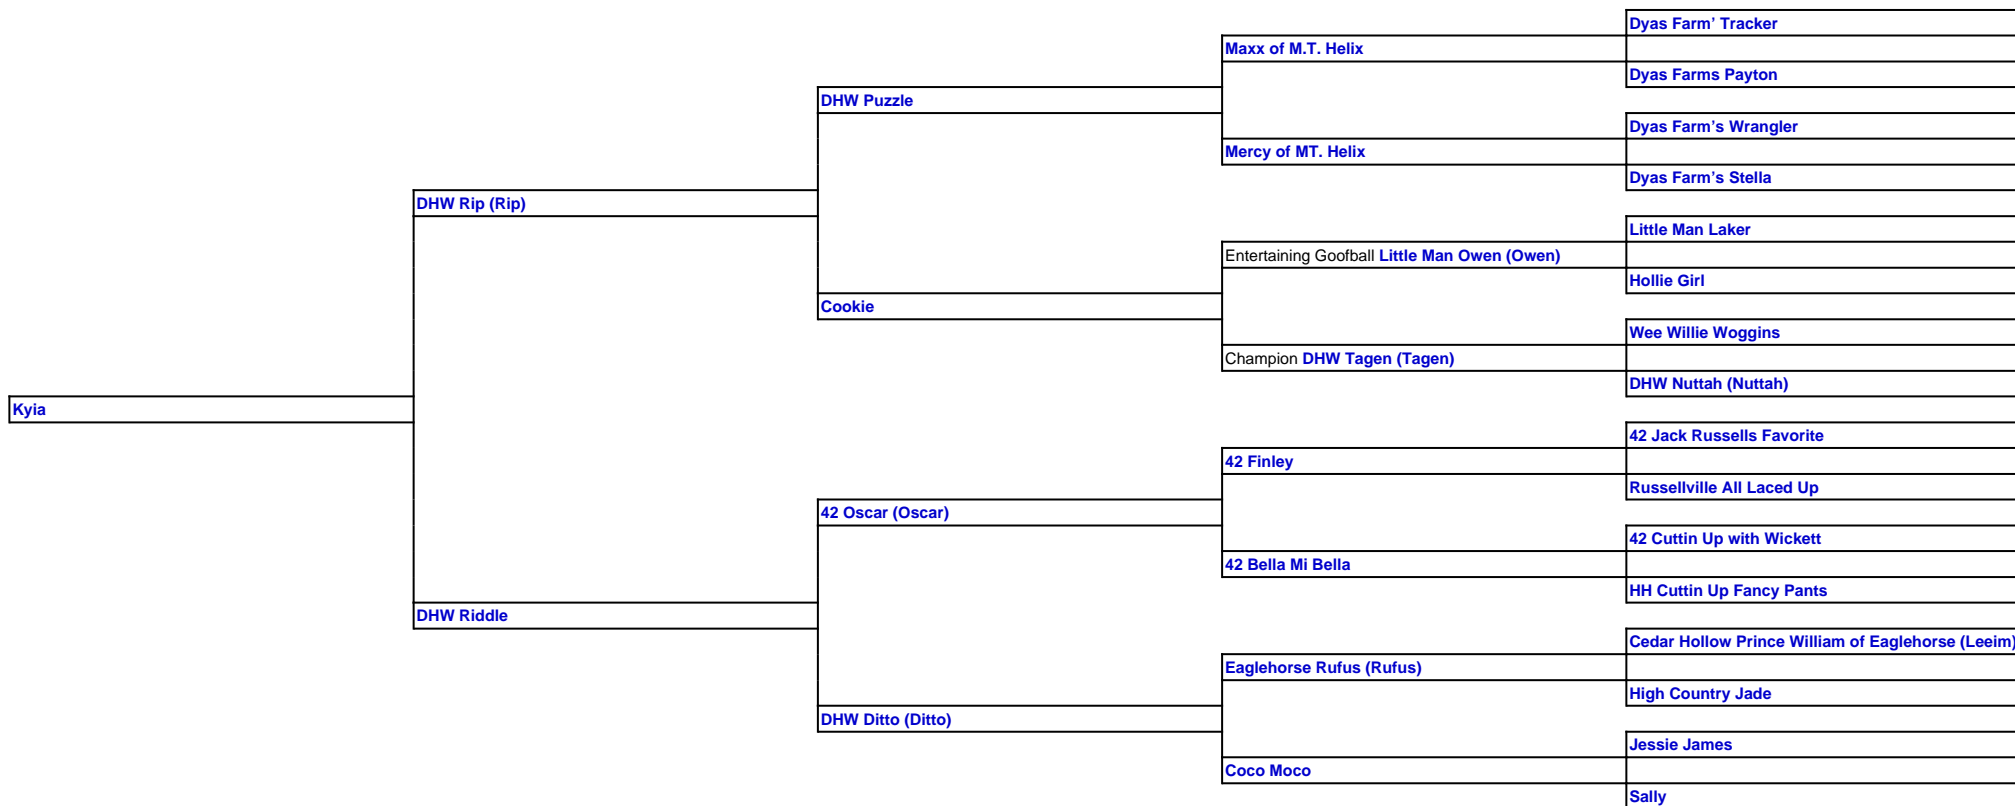 Dyas Farm’ Tracker
Maxx of M.T. Helix
Dyas Farms Payton
DHW Puzzle
Dyas Farm’s Wrangler
Mercy of MT. Helix
Dyas Farm’s Stella
DHW Rip (Rip)
Little Man Laker
Entertaining Goofball Little Man Owen (Owen)
Hollie Girl
Cookie
Wee Willie Woggins
Champion DHW Tagen (Tagen)
DHW Nuttah (Nuttah)
Kyia
42 Jack Russells Favorite
42 Finley
Russellville All Laced Up
42 Oscar (Oscar)
42 Cuttin Up with Wickett
42 Bella Mi Bella
HH Cuttin Up Fancy Pants
DHW Riddle
Cedar Hollow Prince William of Eaglehorse (Leeim)
Eaglehorse Rufus (Rufus)
High Country Jade
DHW Ditto (Ditto)
Jessie James
Coco Moco
Sally